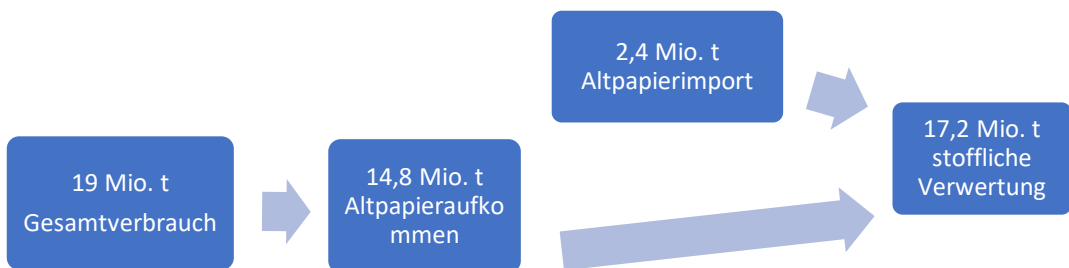 19 Mio. t
Gesamtverbrauch
14,8 Mio. t
Altpapieraufko
mmen
2,4 Mio. t
Altpapierimport
17,2 Mio. t
stoffliche
Verwertung